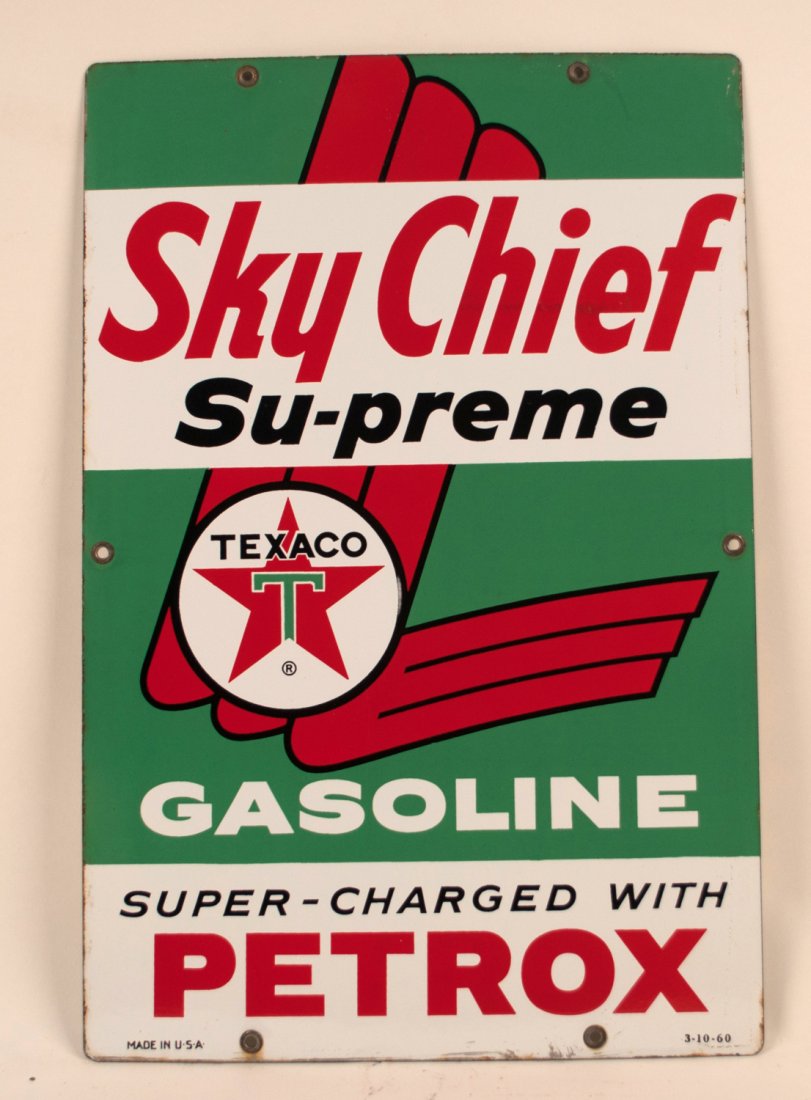 Sky Chief
Su-preme
TEXACO
T
®
GASOLINE
SUPER-CHARGED WITH
PETROX
MADE IN U·S·A·
3-10-60